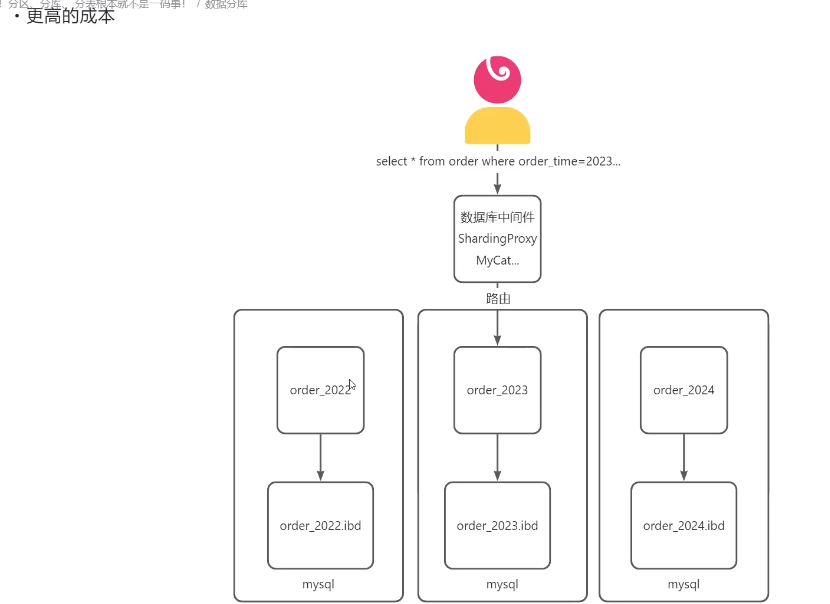 ！分区、分库、分表根本就不是一码事！ / 数据分库
• 更高的成本
select * from order where order_time=2023...
数据库中间件
ShardingProxy
MyCat...
路由
order_2022
order_2023
order_2024
order_2022.ibd
order_2023.ibd
order_2024.ibd
mysql
mysql
mysql